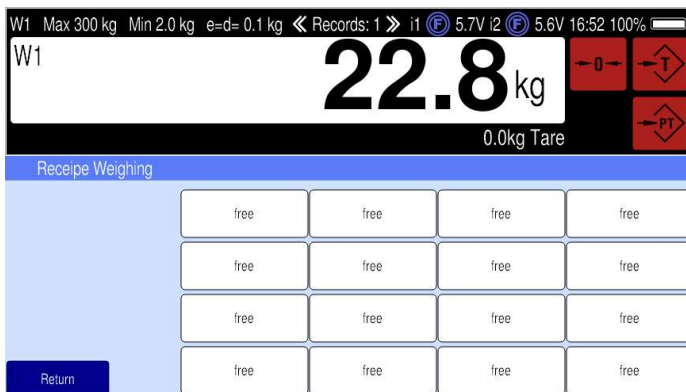 W1 Max 300 kg Min 2.0 kg e=d= 0.1 kg ≪ Records: 1 ≫ i1 F 5.7V i2 F 5.6V 16:52 100%
W1
22.8 kg
→0← →T
→PT
0.0kg Tare
Receipe Weighing
free free free free
free free free free
free free free free
free free free free
Return